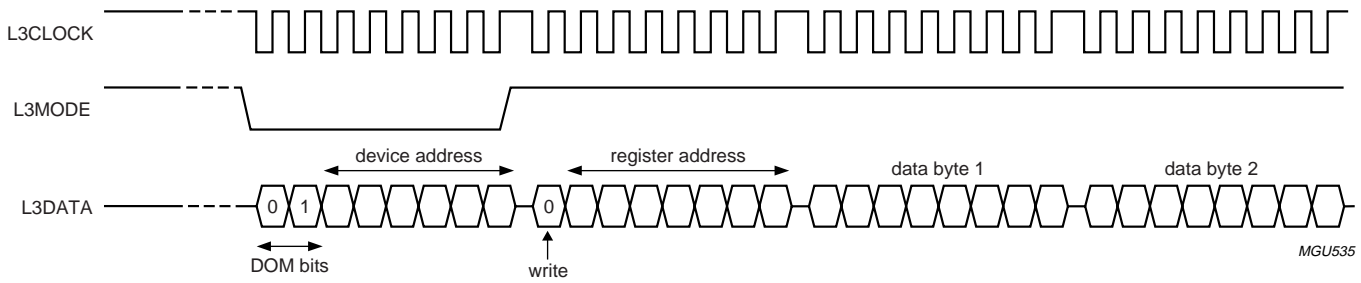 L3CLOCK
L3MODE
device address
register address
data byte 1
data byte 2
L3DATA
0
1
0
DOM bits
write
MGU535